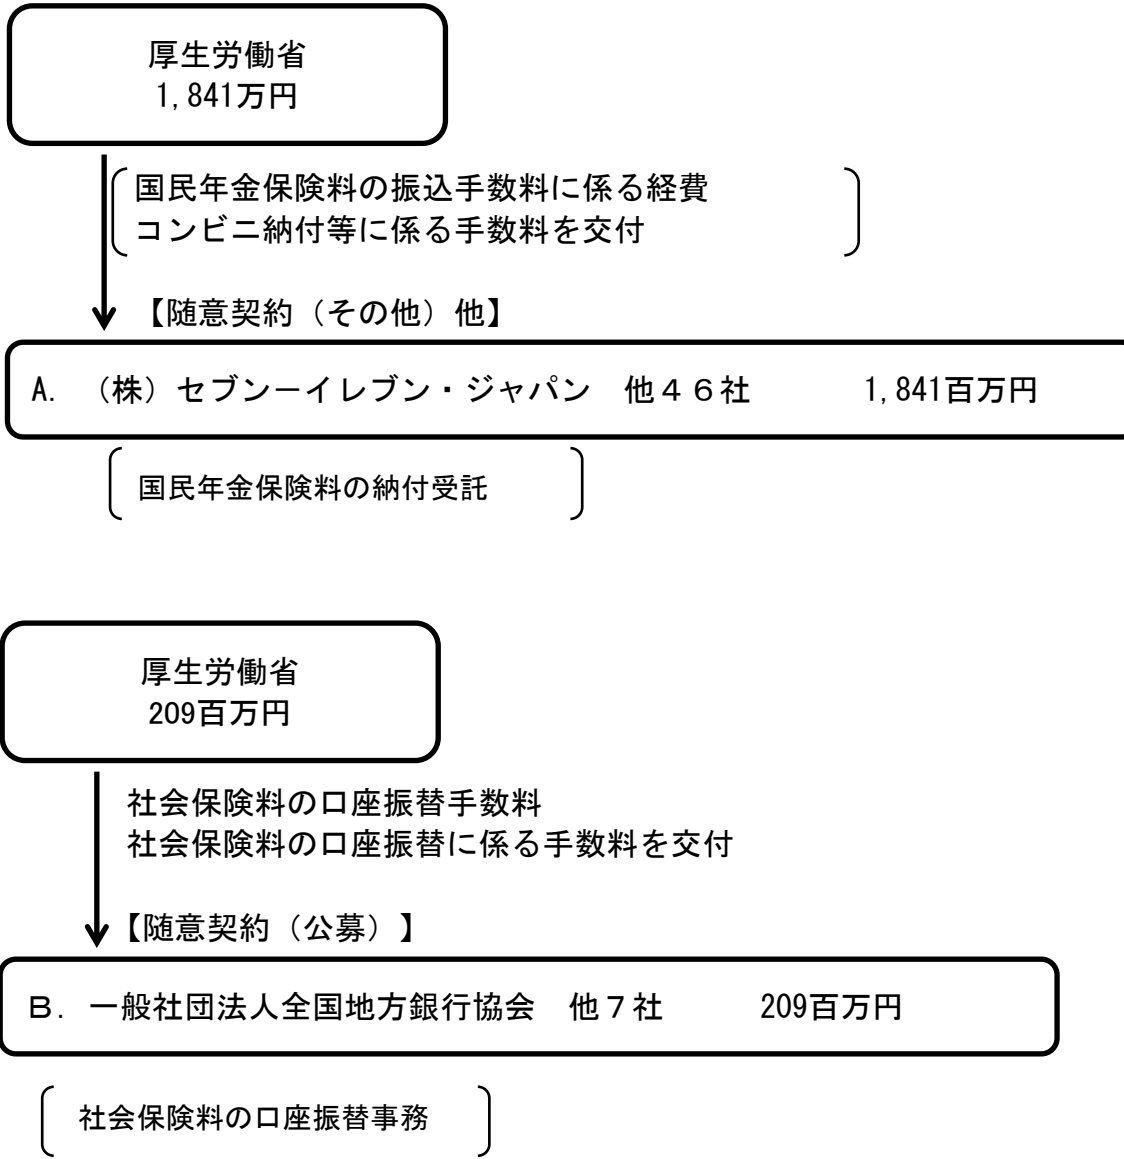 厚生労働省
1,841万円
国民年金保険料の振込手数料に係る経費
コンビニ納付等に係る手数料を交付
【随意契約（その他）他】
A. （株）セブンーイレブン・ジャパン　他４６社　1,841百万円
国民年金保険料の納付受託
厚生労働省
209百万円
社会保険料の口座振替手数料
社会保険料の口座振替に係る手数料を交付
【随意契約（公募）】
Ｂ. 一般社団法人全国地方銀行協会　他７社　209百万円
社会保険料の口座振替事務